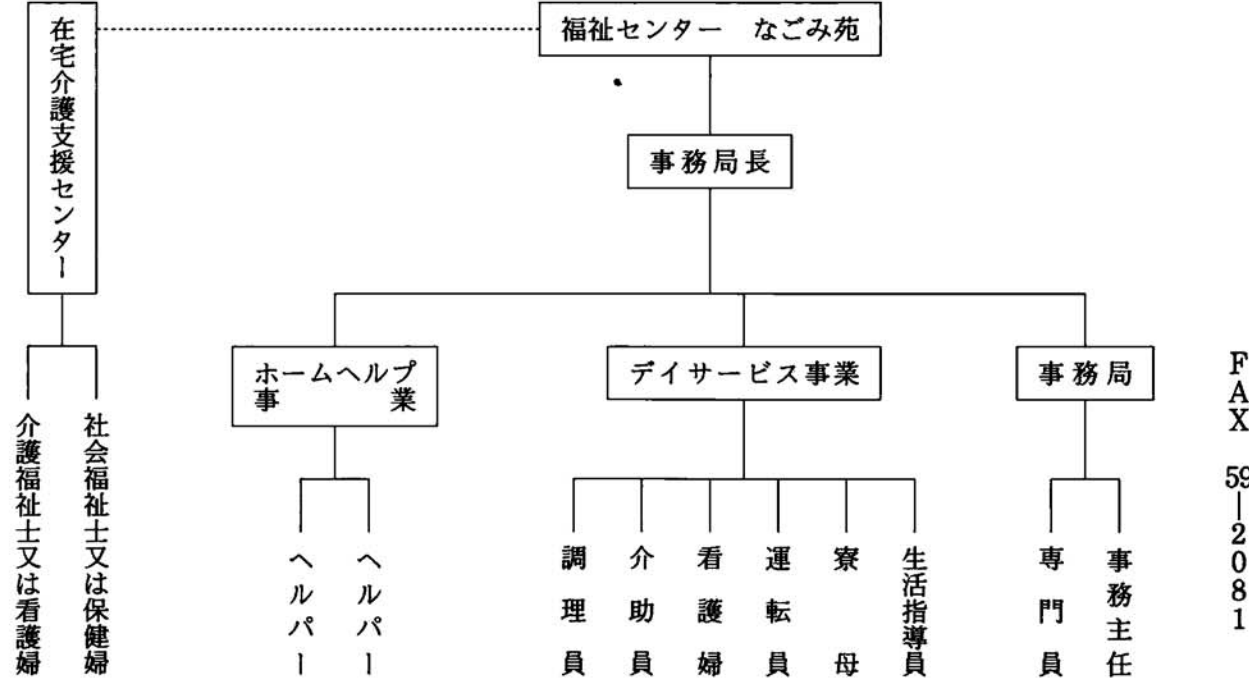 福祉センター　なごみ苑
事務局長
事務局
事務主任
専門員
デイサービス事業
生活指導員
寮母
運転員
看護婦
介助員
調理員
ホームヘルプ
事業
ヘルパー
ヘルパー
在宅介護支援センター
社会福祉士又は保健婦
介護福祉士又は看護婦
FAX 59―2081